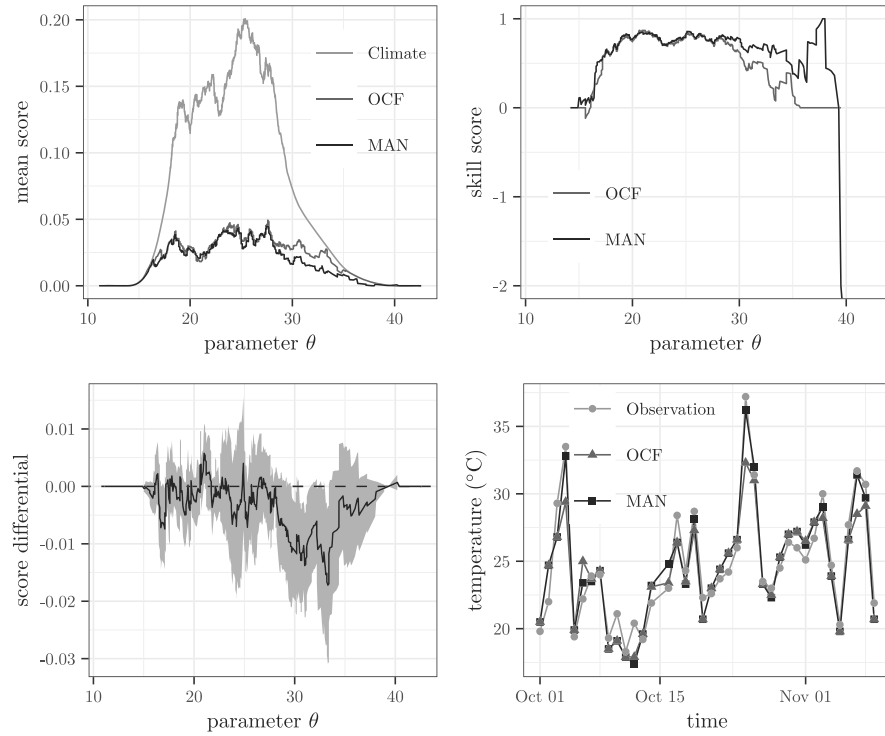 0.20
0.15
0.10
0.05
0.00
mean score
Climate
OCF
MAN
10
20
30
40
parameter θ
1
0
-1
-2
skill score
OCF
MAN
10
20
30
40
parameter θ
0.01
0.00
-0.01
-0.02
-0.03
score differential
10
20
30
40
parameter θ
35
30
25
20
temperature (°C)
Observation
OCF
MAN
Oct 01
Oct 15
Nov 01
time